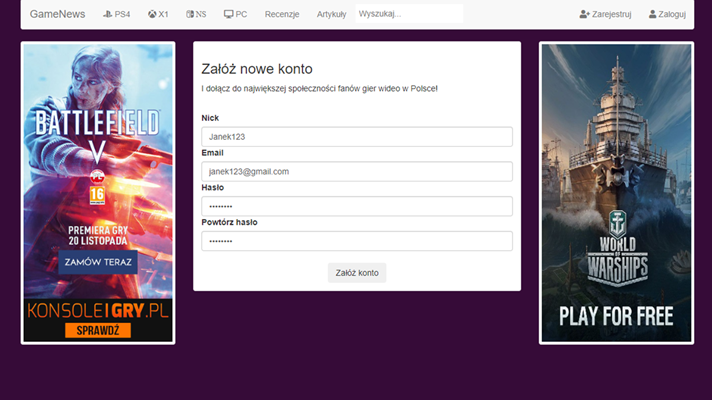 GameNews PS4 X1 NS PC Recenzje Artykuły Wyszukaj... Zarejestruj Zaloguj
BATTLEFIELD
V
16
PREMIERA GRY
20 LISTOPADA
ZAMÓW TERAZ
KONSOLEIGRY.PL
SPRAWDŹ
Załóż nowe konto
I dołącz do największej społeczności fanów gier wideo w Polsce!
Nick
Janek123
Email
janek123@gmail.com
Hasło
••••••••
Powtórz hasło
••••••••
Załóż konto
WORLD
OF
WARSHIPS
PLAY FOR FREE